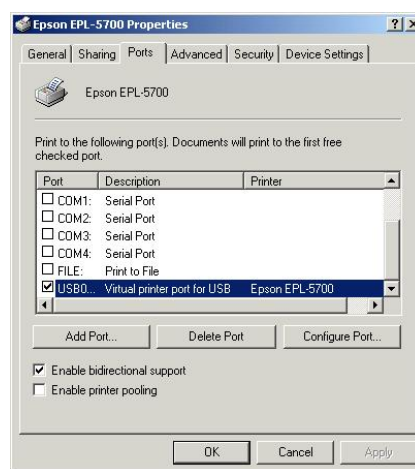 Epson EPL-5700 Properties
General Sharing Ports Advanced Security Device Settings
Epson EPL-5700
Print to the following port(s). Documents will print to the first free
checked port.
Port Description Printer
COM1: Serial Port
COM2: Serial Port
COM3: Serial Port
COM4: Serial Port
FILE: Print to File
USB0... Virtual printer port for USB Epson EPL-5700
Add Port... Delete Port Configure Port...
Enable bidirectional support
Enable printer pooling
OK Cancel Apply